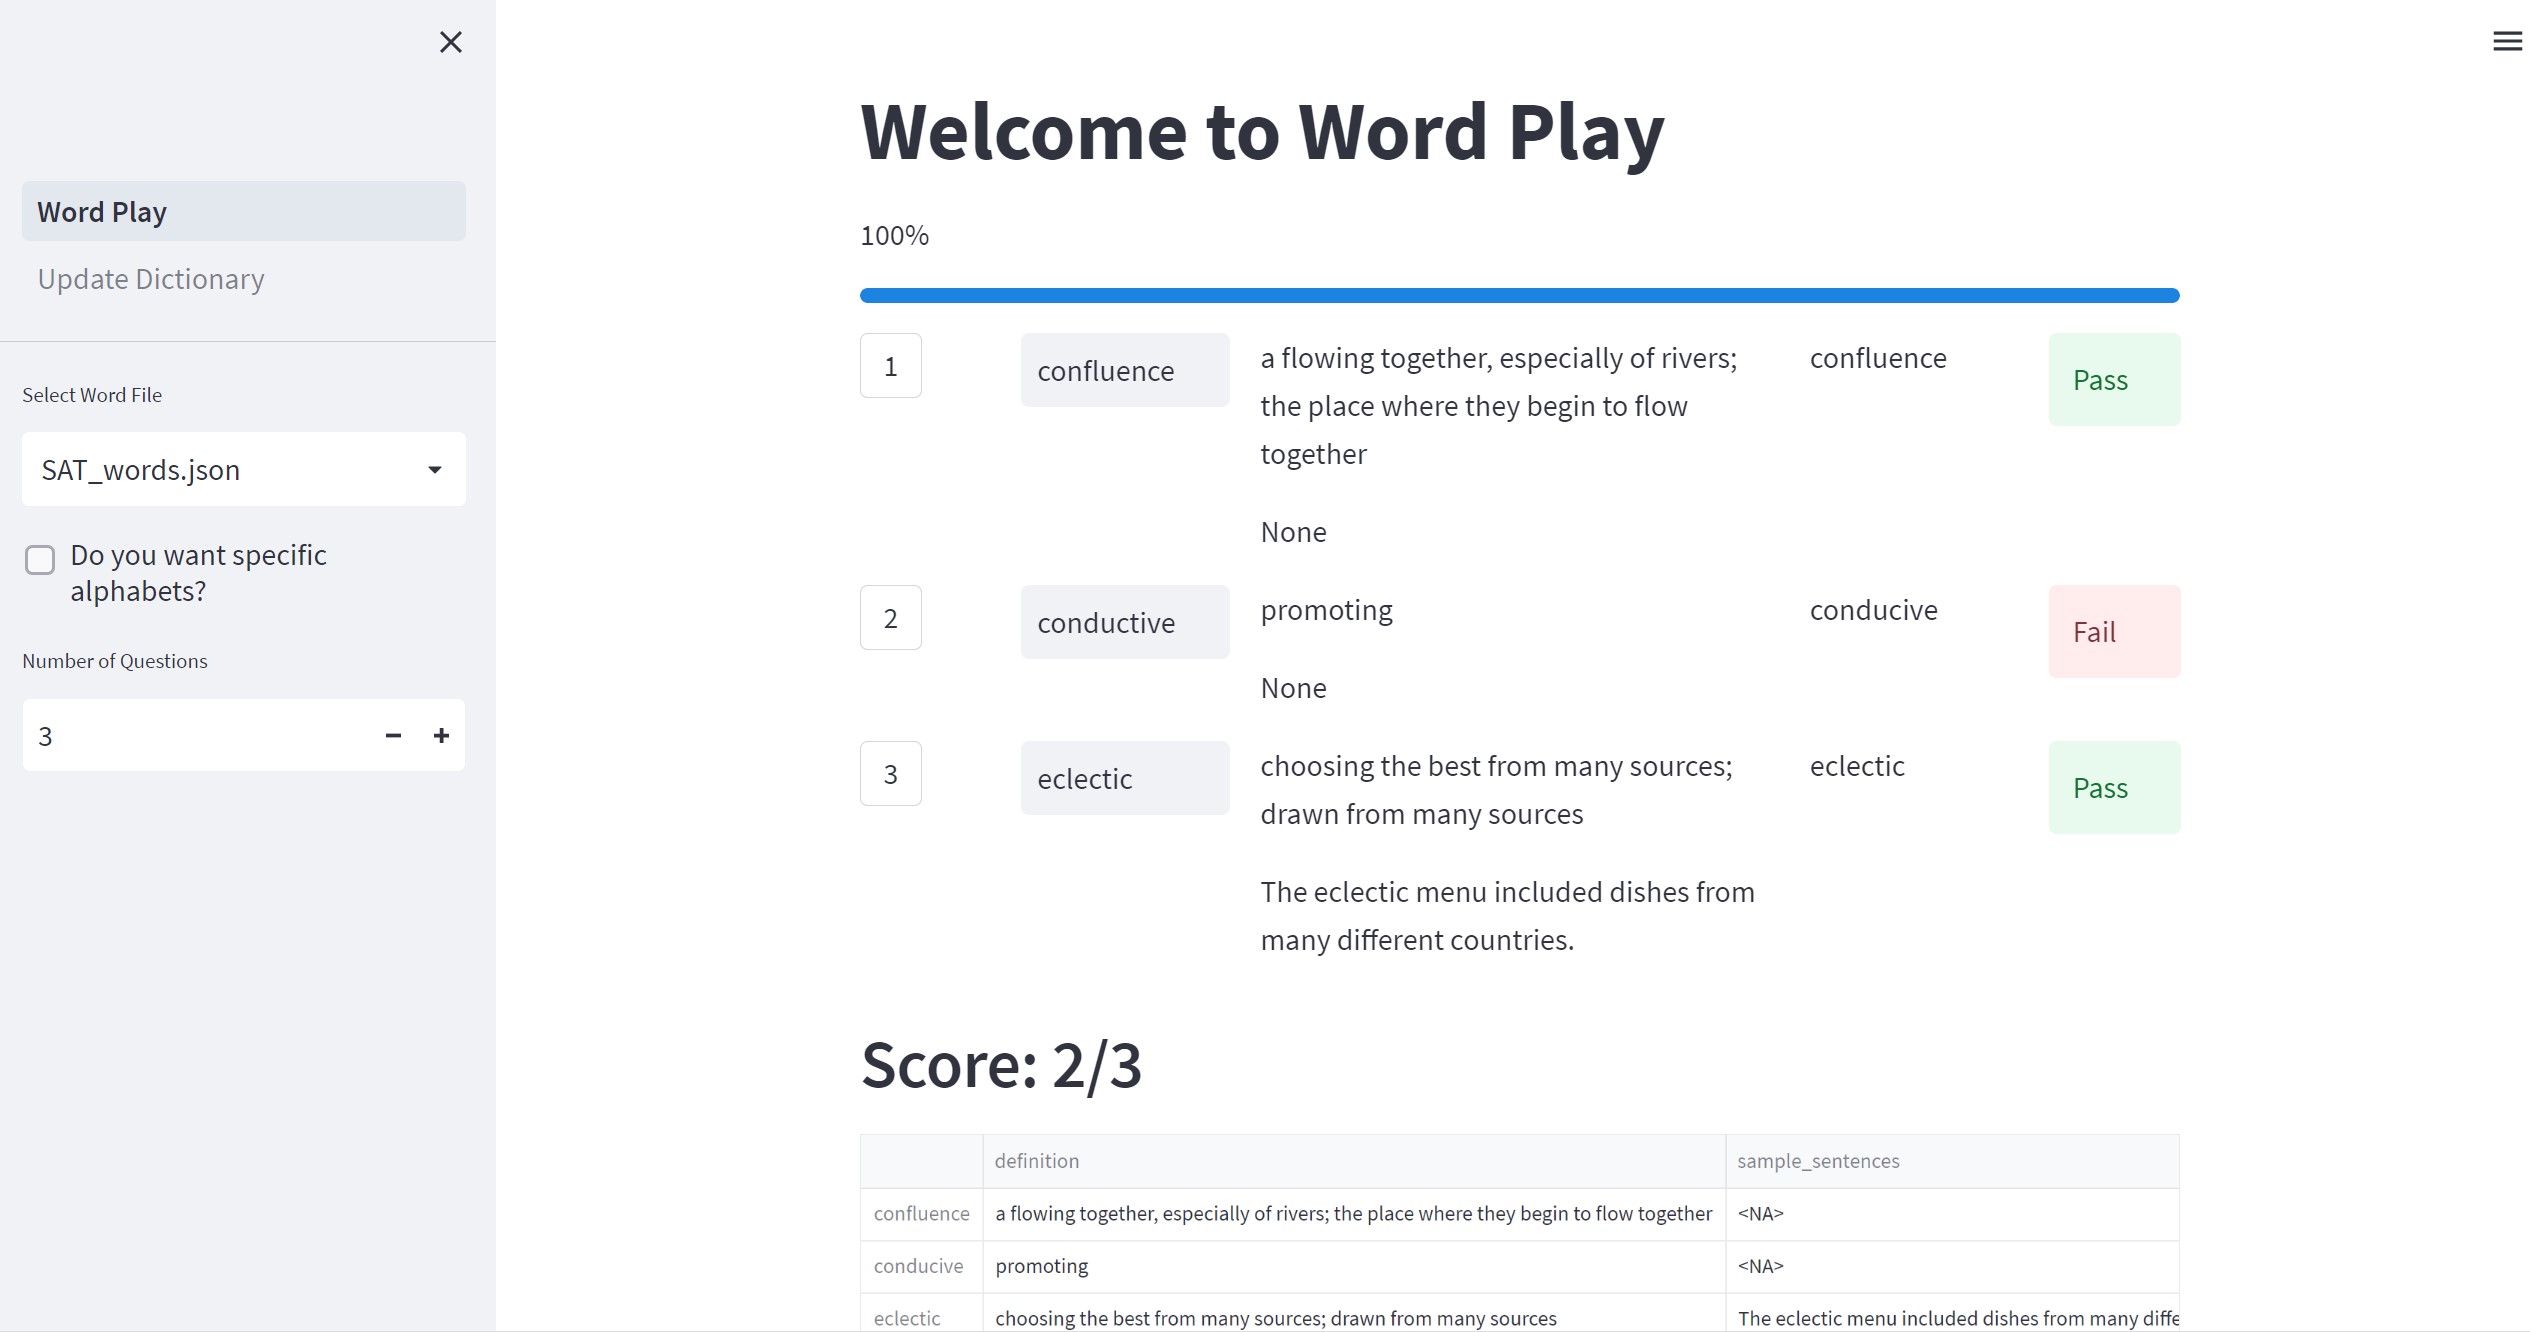 Word Play
Update Dictionary
Select Word File
SAT_words.json
Do you want specific
alphabets?
Number of Questions
3
Welcome to Word Play
100%
1
confluence
a flowing together, especially of rivers;
the place where they begin to flow
together
None
confluence
Pass
2
conductive
promoting
None
conducive
Fail
3
eclectic
choosing the best from many sources;
drawn from many sources
The eclectic menu included dishes from
many different countries.
eclectic
Pass
Score: 2/3
definition sample_sentences
confluence a flowing together, especially of rivers; the place where they begin to flow together <NA>
conducive promoting <NA>
eclectic choosing the best from many sources; drawn from many sources The eclectic menu included dishes from many diffe